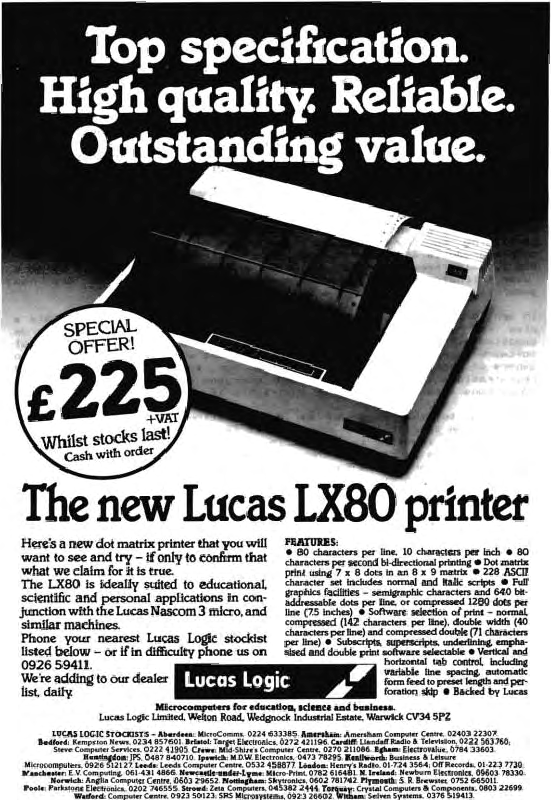 Top specification.
High quality. Reliable.
Outstanding value.
SPECIAL
OFFER!
£225
+VAT
Whilst stocks last!
Cash with order
The new Lucas LX80 printer
Here's a new dot matrix printer that you will
want to see and try – if only to confirm that
what we claim for it is true.
The LX80 is ideally suited to educational,
scientific and personal applications in con-
junction with the Lucas Nascom 3 micro, and
similar machines.
Phone your nearest Lucas Logic stockist
listed below – or if in difficulty phone us on
0926 59411.
We're adding to our dealer
list, daily.
Lucas Logic
FEATURES:
● 80 characters per line, 10 characters per inch ● 80
characters per second bi-directional printing ● Dot matrix
print using 7 x 8 dots in an 8 x 9 matrix ● 228 ASCII
character set includes normal and italic scripts ● Full
graphics facilities – semigraphic characters and 640 bit-
addressable dots per line, or compressed 1280 dots per
line (7.5 inches) ● Software selection of print – normal,
compressed (142 characters per line), double width (40
characters per line) and compressed double (71 characters
per line) ● Subscripts, superscripts, underlining, empha-
sised and double print software selectable ● Vertical and
horizontal tab control, including
variable line spacing, automatic
form feed to preset length and per-
foration skip ● Backed by Lucas
Microcomputers for education, science and business.
Lucas Logic Limited, Welton Road, Wedgnock Industrial Estate, Warwick CV34 5PZ
LUCAS LOGIC STOCKISTS – Aberdeen: MicroComms, 0224 633385. Amersham: Amersham Computer Centre, 02403 22307.
Bedford: Kempston News, 0234 857601. Bristol: Target Electronics, 0272 421196. Cardiff: Llandaff Radio & Television, 0222 563760;
Steve Computer Services, 0222 41905. Crewe: Mid-Shires Computer Centre, 0270 211086. Egham: Electrovalue, 0784 33603.
Huntingdon: JPS, 0487 840710. Ipswich: M.D.W. Electronics, 0473 78295. Kenilworth: Business & Leisure
Microcomputers, 0926 512127. Leeds: Leeds Computer Centre, 0532 458877. London: Henry's Radio, 01-724 3564; Off Records, 01-223 7730.
Manchester: E.V. Computing, 061-431 4866. Newcastle-under-Lyme: Micro-Print, 0782 616481. N. Ireland: Newburn Electronics, 09603 78330.
Norwich: Anglia Computer Centre, 0603 29652. Nottingham: Skytronics, 0602 781742. Plymouth: S. R. Brewster, 0752 665011.
Poole: Parkstone Electronics, 0202 746555. Stroud: Zeta Computers, 045382 2444. Torquay: Crystal Computers & Components, 0803 22699.
Watford: Computer Centre, 0923 50123; SRS Microsystems, 0923 26602. Witham: Selven Systems, 0376 519413.